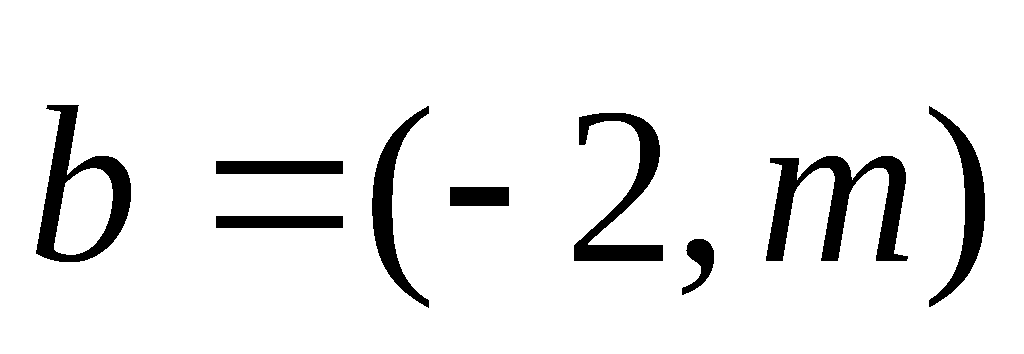 b =(- 2, m)